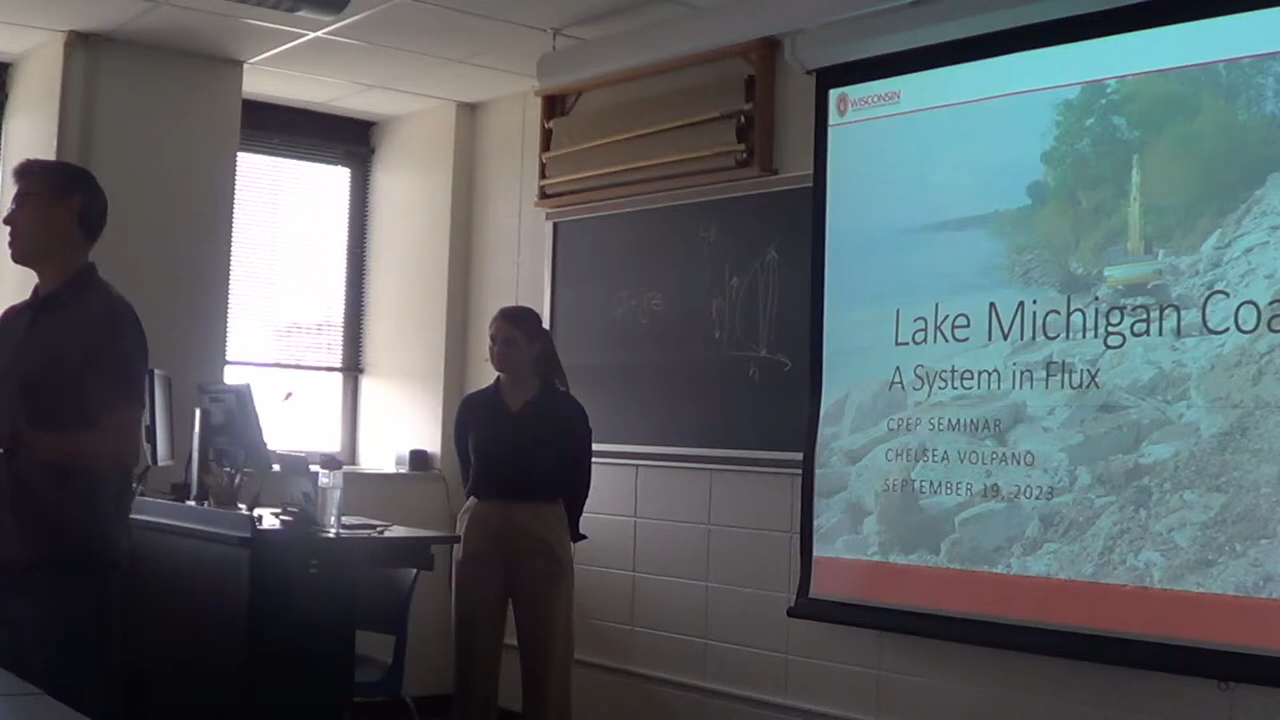 WISCONSIN
Lake Michigan Coa
A System in Flux
CPEP SEMINAR
CHELSEA VOLPANO
SEPTEMBER 19, 2023